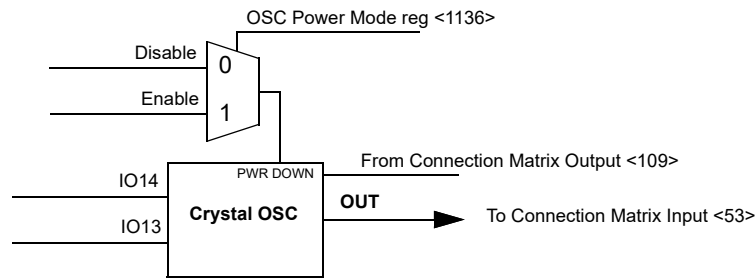 OSC Power Mode reg <1136>
Disable
0
Enable
1
PWR DOWN
From Connection Matrix Output <109>
IO14
Crystal OSC
OUT
To Connection Matrix Input <53>
IO13